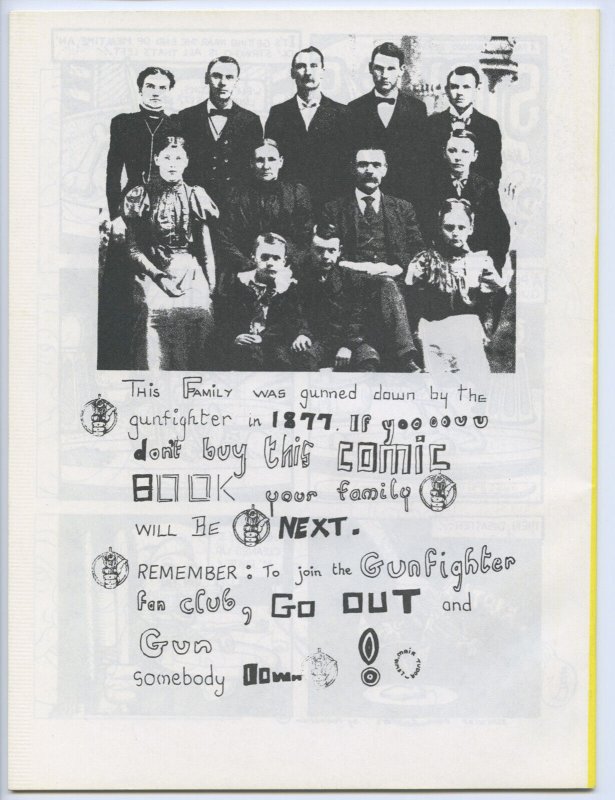 THIS FAMILY WAS gunned down by the
gunfighter in 1877. If yoooouu
don't buy this COMIC
BOOK your family
WILL BE NEXT.
REMEMBER: To join the Gunfighter
fan club, Go OUT and
Gun !
somebody Down